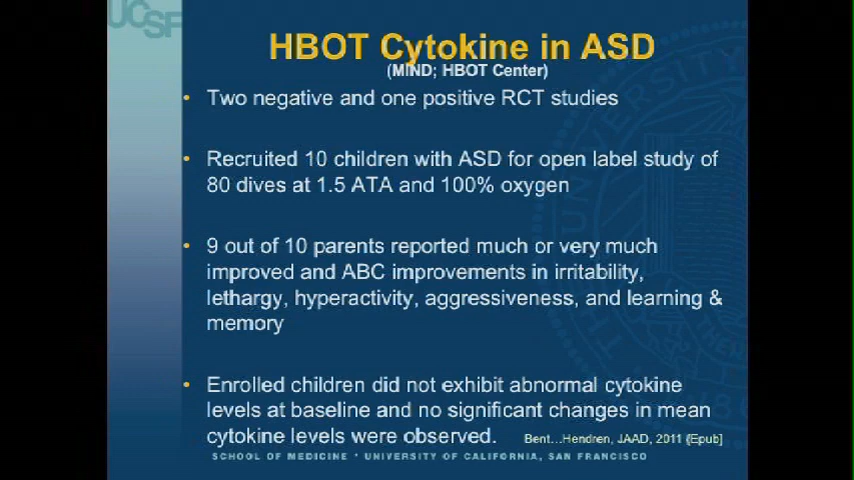 UCSF
HBOT Cytokine in ASD
(MIND; HBOT Center)
• Two negative and one positive RCT studies
• Recruited 10 children with ASD for open label study of
80 dives at 1.5 ATA and 100% oxygen
• 9 out of 10 parents reported much or very much
improved and ABC improvements in irritability,
lethargy, hyperactivity, aggressiveness, and learning &
memory
• Enrolled children did not exhibit abnormal cytokine
levels at baseline and no significant changes in mean
cytokine levels were observed. Bent...Hendren, JAAD, 2011 {Epub]
SCHOOL OF MEDICINE * UNIVERSITY OF CALIFORNIA, SAN FRANCISCO